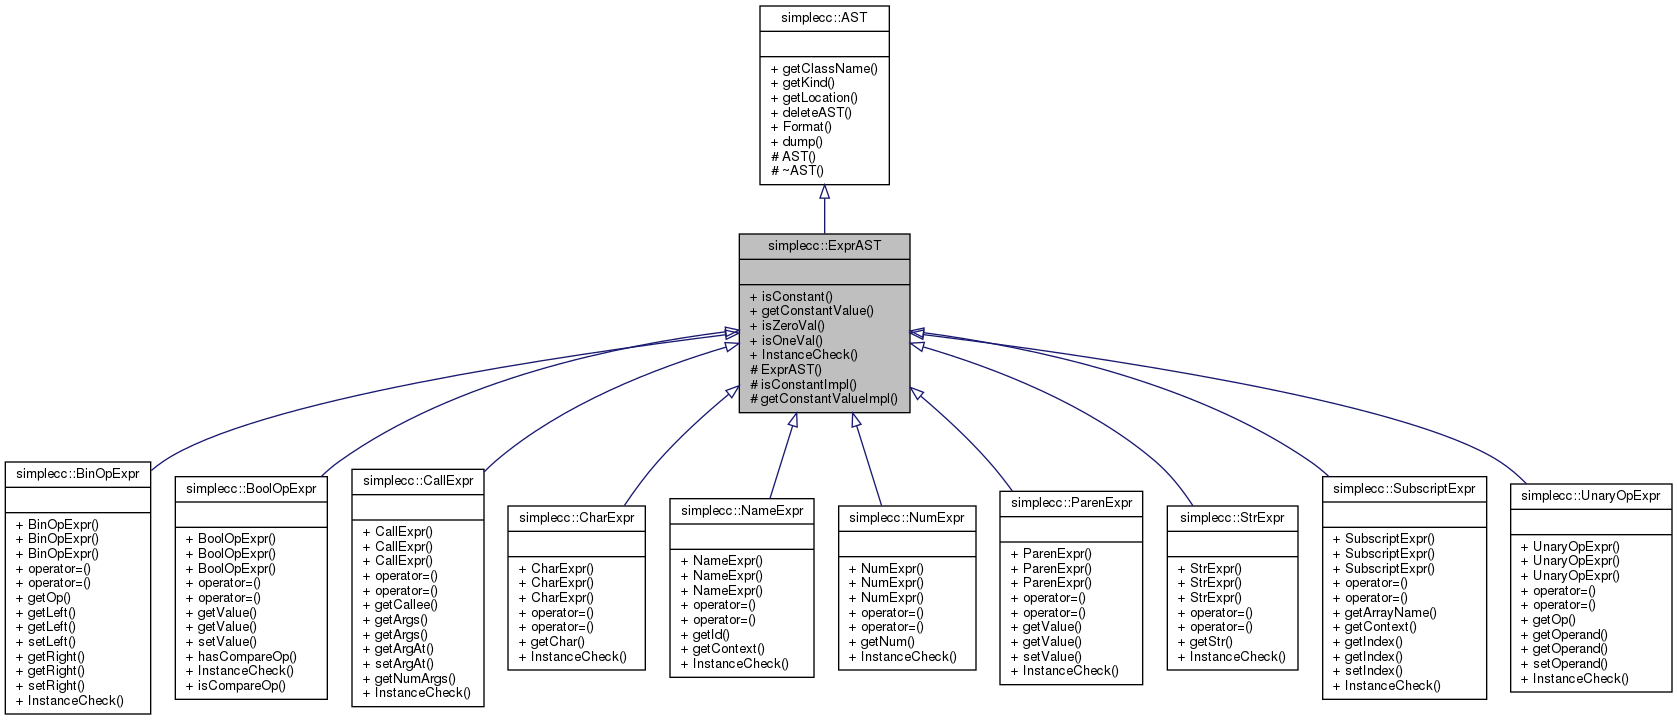 simplecc::AST
+ getClassName()
+ getKind()
+ getLocation()
+ deleteAST()
+ Format()
+ dump()
# AST()
# ~AST()
simplecc::ExprAST
+ isConstant()
+ getConstantValue()
+ isZeroVal()
+ isOneVal()
+ InstanceCheck()
# ExprAST()
# isConstantImpl()
# getConstantValueImpl()
simplecc::BinOpExpr
+ BinOpExpr()
+ BinOpExpr()
+ BinOpExpr()
+ operator=()
+ operator=()
+ getOp()
+ getLeft()
+ getLeft()
+ setLeft()
+ getRight()
+ getRight()
+ setRight()
+ InstanceCheck()
simplecc::BoolOpExpr
+ BoolOpExpr()
+ BoolOpExpr()
+ BoolOpExpr()
+ operator=()
+ operator=()
+ getValue()
+ getValue()
+ setValue()
+ hasCompareOp()
+ InstanceCheck()
+ isCompareOp()
simplecc::CallExpr
+ CallExpr()
+ CallExpr()
+ CallExpr()
+ operator=()
+ operator=()
+ getCallee()
+ getArgs()
+ getArgs()
+ getArgAt()
+ setArgAt()
+ getNumArgs()
+ InstanceCheck()
simplecc::CharExpr
+ CharExpr()
+ CharExpr()
+ CharExpr()
+ operator=()
+ operator=()
+ getChar()
+ InstanceCheck()
simplecc::NameExpr
+ NameExpr()
+ NameExpr()
+ NameExpr()
+ operator=()
+ operator=()
+ getId()
+ getContext()
+ InstanceCheck()
simplecc::NumExpr
+ NumExpr()
+ NumExpr()
+ NumExpr()
+ operator=()
+ operator=()
+ getNum()
+ InstanceCheck()
simplecc::ParenExpr
+ ParenExpr()
+ ParenExpr()
+ ParenExpr()
+ operator=()
+ operator=()
+ getValue()
+ getValue()
+ setValue()
+ InstanceCheck()
simplecc::StrExpr
+ StrExpr()
+ StrExpr()
+ StrExpr()
+ operator=()
+ operator=()
+ getStr()
+ InstanceCheck()
simplecc::SubscriptExpr
+ SubscriptExpr()
+ SubscriptExpr()
+ SubscriptExpr()
+ operator=()
+ operator=()
+ getArrayName()
+ getContext()
+ getIndex()
+ getIndex()
+ setIndex()
+ InstanceCheck()
simplecc::UnaryOpExpr
+ UnaryOpExpr()
+ UnaryOpExpr()
+ UnaryOpExpr()
+ operator=()
+ operator=()
+ getOp()
+ getOperand()
+ getOperand()
+ setOperand()
+ InstanceCheck()